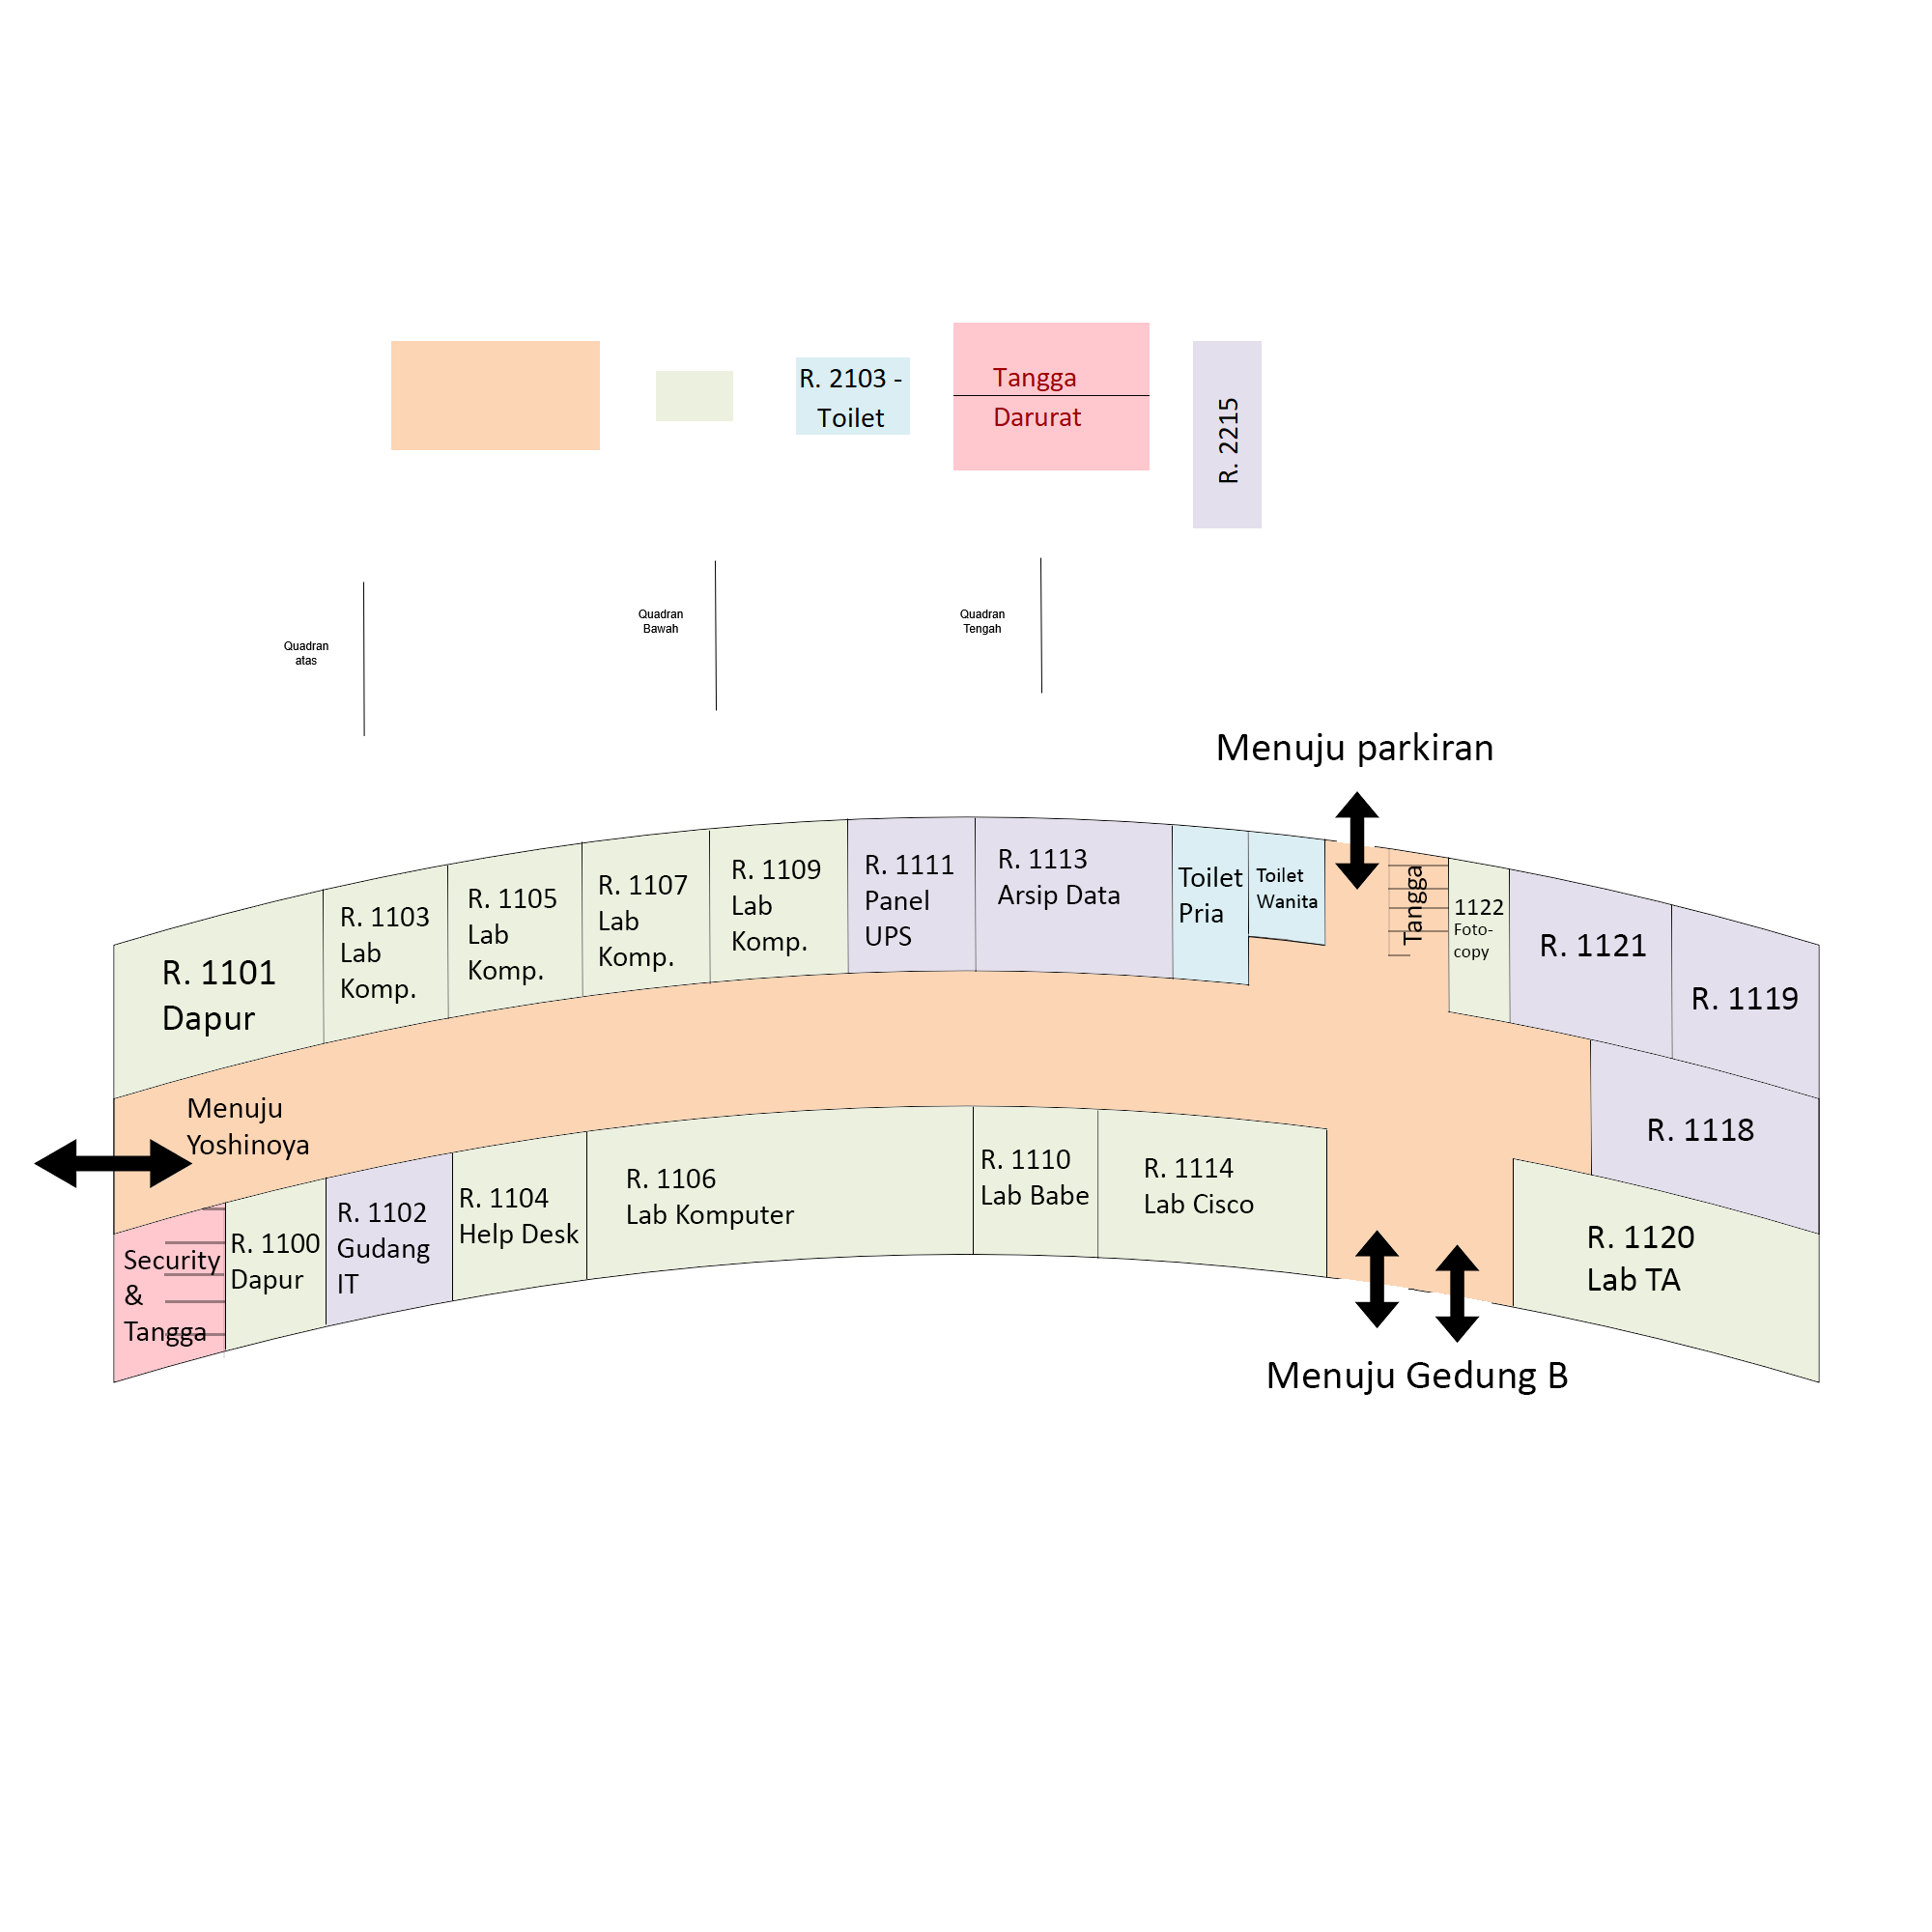 R. 2103 -
Toilet
Tangga
Darurat
R. 2215
Quadran
atas
Quadran
Bawah
Quadran
Tengah
Menuju parkiran
R. 1101
Dapur
R. 1103
Lab
Komp.
R. 1105
Lab
Komp.
R. 1107
Lab
Komp.
R. 1109
Lab
Komp.
R. 1111
Panel
UPS
R. 1113
Arsip Data
Toilet
Pria
Toilet
Wanita
Tangga
1122
Foto-
copy
R. 1121
R. 1119
Menuju
Yoshinoya
R. 1118
Security
&
Tangga
R. 1100
Dapur
R. 1102
Gudang
IT
R. 1104
Help Desk
R. 1106
Lab Komputer
R. 1110
Lab Babe
R. 1114
Lab Cisco
R. 1120
Lab TA
Menuju Gedung B